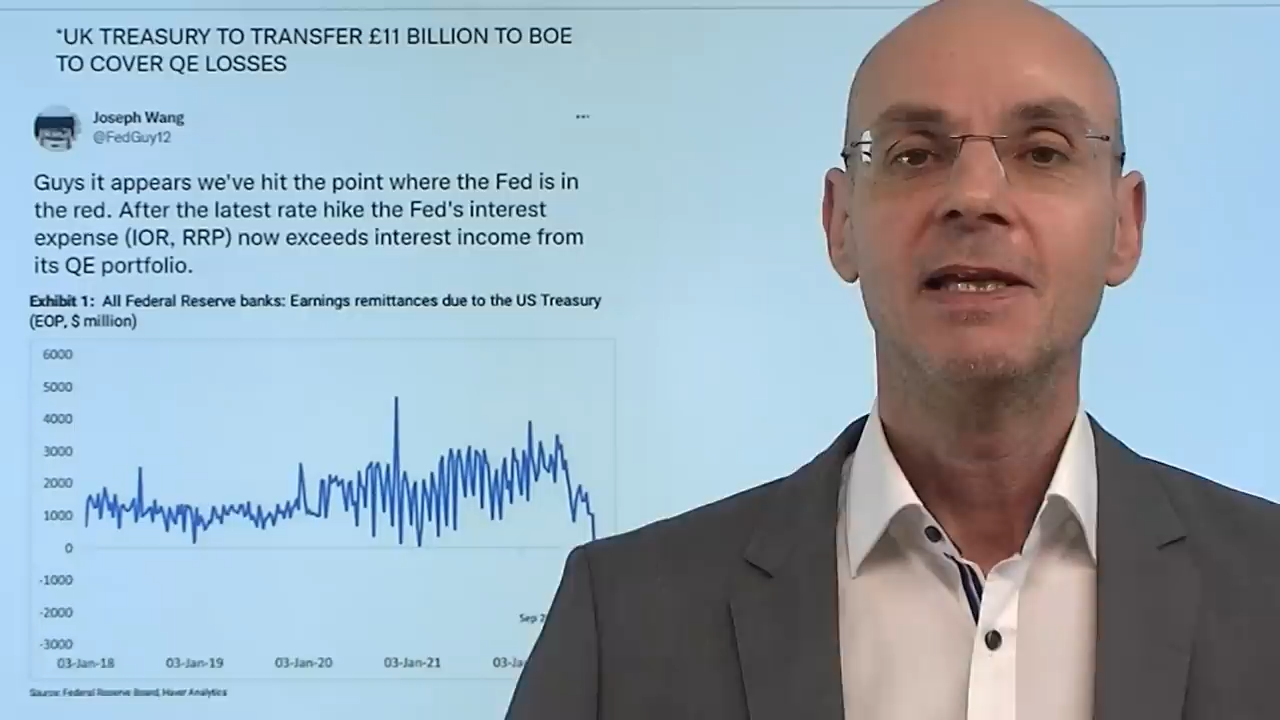 *UK TREASURY TO TRANSFER £11 BILLION TO BOE
TO COVER QE LOSSES
Joseph Wang
@FedGuy12
Guys it appears we've hit the point where the Fed is in
the red. After the latest rate hike the Fed's interest
expense (IOR, RRP) now exceeds interest income from
its QE portfolio.
Exhibit 1: All Federal Reserve banks: Earnings remittances due to the US Treasury
(EOP, $ million)
6000
5000
4000
3000
2000
1000
0
-1000
-2000
Sep 2
-3000
03-Jan-18 03-Jan-19 03-Jan-20 03-Jan-21 03-Ja
Source: Federal Reserve Board, Haver Analytics